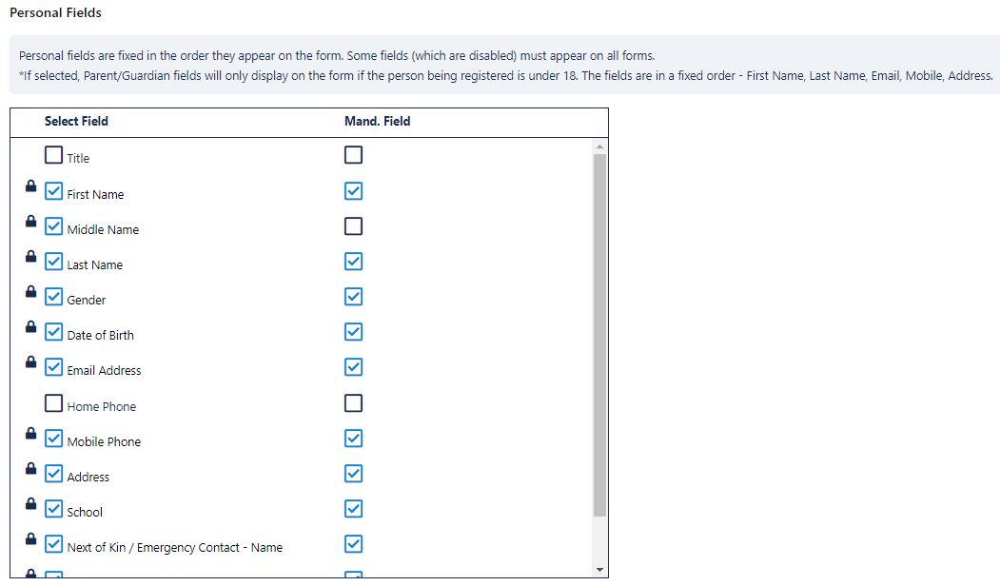 Personal Fields
Personal fields are fixed in the order they appear on the form. Some fields (which are disabled) must appear on all forms.
*If selected, Parent/Guardian fields will only display on the form if the person being registered is under 18. The fields are in a fixed order - First Name, Last Name, Email, Mobile, Address.
Select Field Mand. Field
Title
First Name
Middle Name
Last Name
Gender
Date of Birth
Email Address
Home Phone
Mobile Phone
Address
School
Next of Kin / Emergency Contact - Name